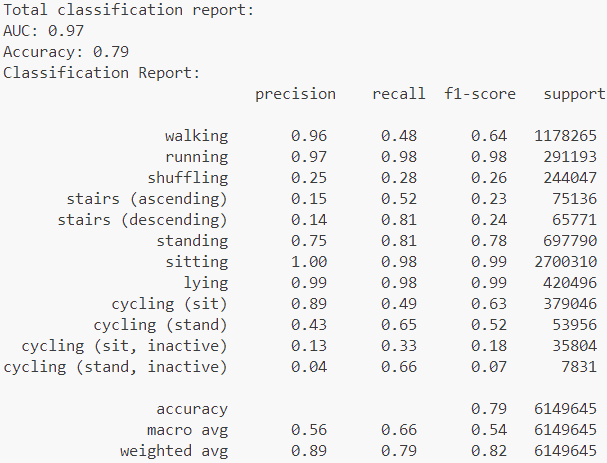 Total classification report:
AUC: 0.97
Accuracy: 0.79
Classification Report:
precision recall f1-score support
walking 0.96 0.48 0.64 1178265
running 0.97 0.98 0.98 291193
shuffling 0.25 0.28 0.26 244047
stairs (ascending) 0.15 0.52 0.23 75136
stairs (descending) 0.14 0.81 0.24 65771
standing 0.75 0.81 0.78 697790
sitting 1.00 0.98 0.99 2700310
lying 0.99 0.98 0.99 420496
cycling (sit) 0.89 0.49 0.63 379046
cycling (stand) 0.43 0.65 0.52 53956
cycling (sit, inactive) 0.13 0.33 0.18 35804
cycling (stand, inactive) 0.04 0.66 0.07 7831
accuracy 0.79 6149645
macro avg 0.56 0.66 0.54 6149645
weighted avg 0.89 0.79 0.82 6149645